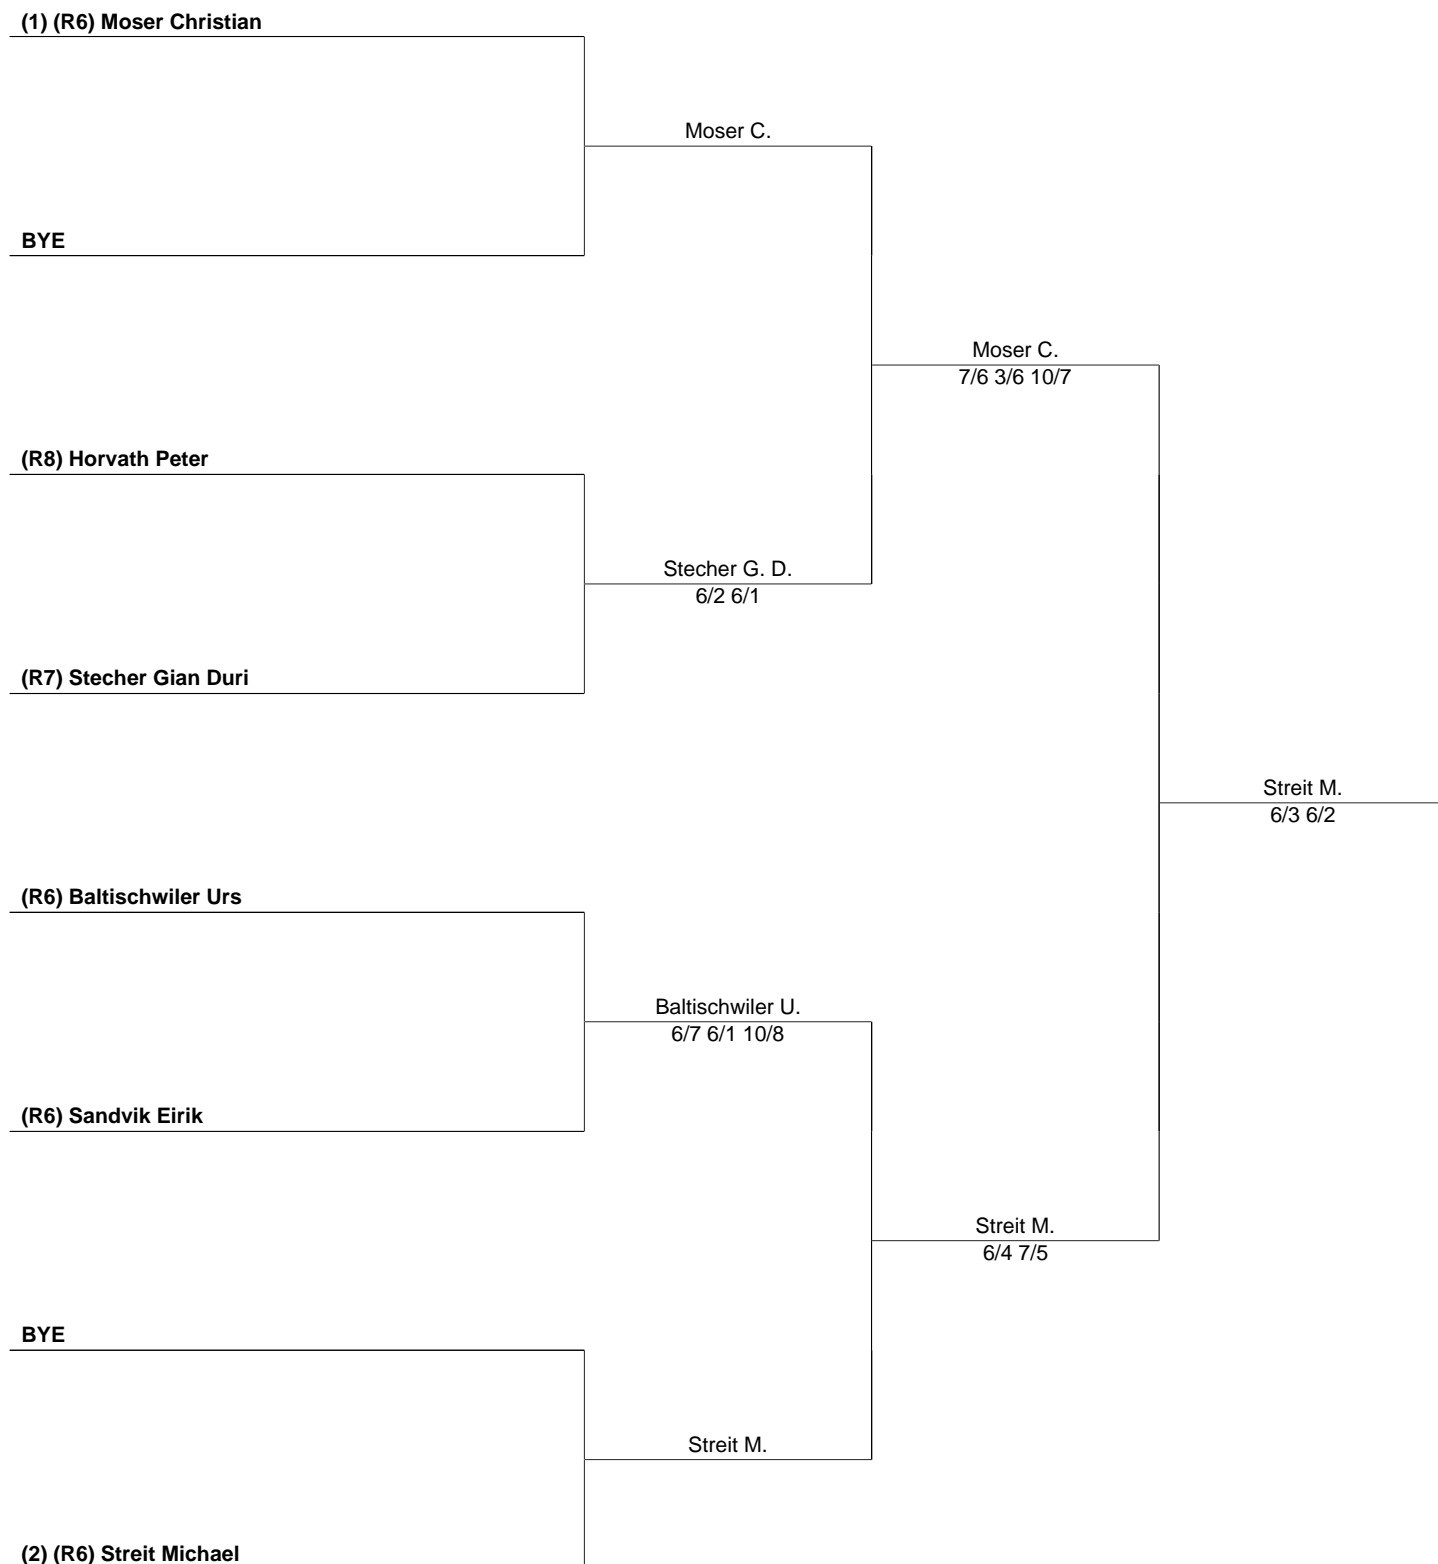 (1) (R6) Moser Christian
Moser C.
BYE
Moser C.
7/6 3/6 10/7
(R8) Horvath Peter
Stecher G. D.
6/2 6/1
(R7) Stecher Gian Duri
Streit M.
6/3 6/2
(R6) Baltischwiler Urs
Baltischwiler U.
6/7 6/1 10/8
(R6) Sandvik Eirik
Streit M.
6/4 7/5
BYE
Streit M.
(2) (R6) Streit Michael